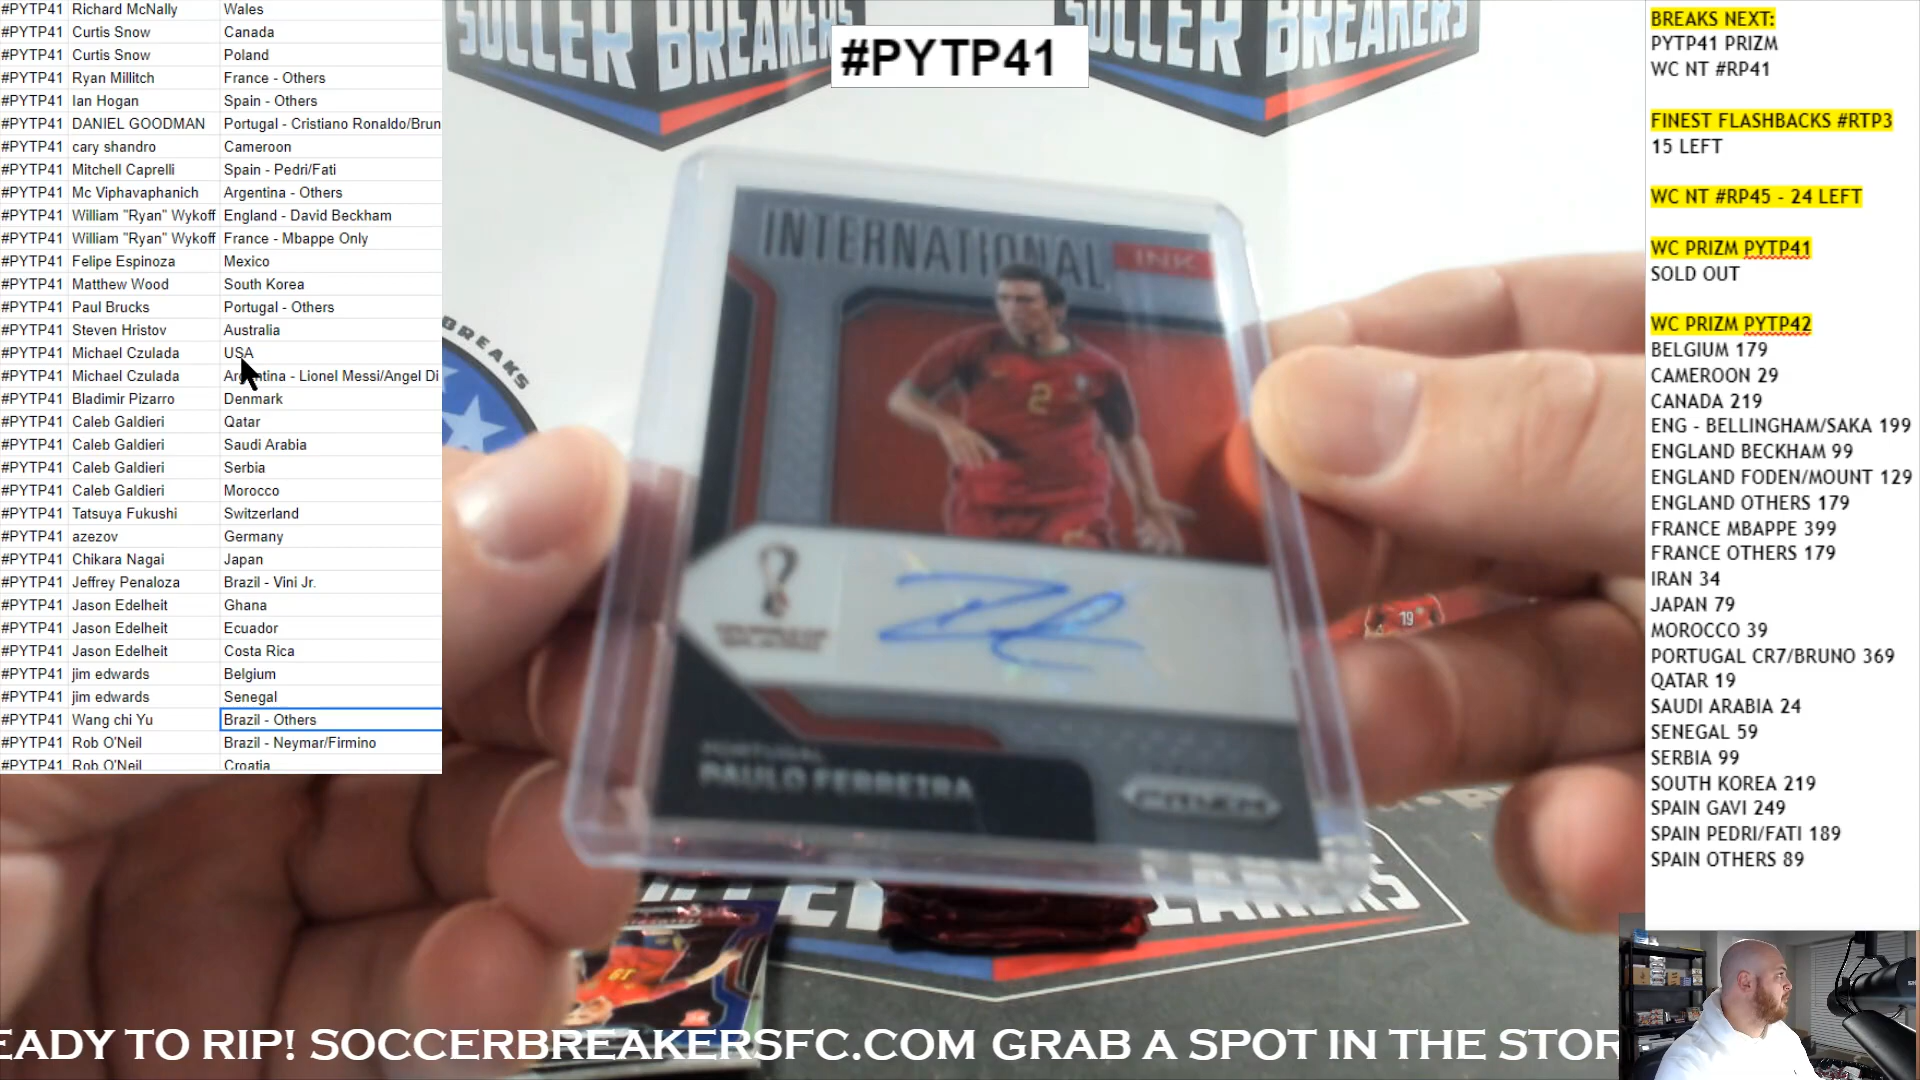 #PYTP41 Richard McNally Wales
#PYTP41 Curtis Snow Canada
#PYTP41 Curtis Snow Poland
#PYTP41 Ryan Millitch France - Others
#PYTP41 Ian Hogan Spain - Others
#PYTP41 DANIEL GOODMAN Portugal - Cristiano Ronaldo/Brun
#PYTP41 cary shandro Cameroon
#PYTP41 Mitchell Caprelli Spain - Pedri/Fati
#PYTP41 Mc Viphavaphanich Argentina - Others
#PYTP41 William "Ryan" Wykoff England - David Beckham
#PYTP41 William "Ryan" Wykoff France - Mbappe Only
#PYTP41 Felipe Espinoza Mexico
#PYTP41 Matthew Wood South Korea
#PYTP41 Paul Brucks Portugal - Others
#PYTP41 Steven Hristov Australia
#PYTP41 Michael Czulada USA
#PYTP41 Michael Czulada Argentina - Lionel Messi/Angel Di
#PYTP41 Bladimir Pizarro Denmark
#PYTP41 Caleb Galdieri Qatar
#PYTP41 Caleb Galdieri Saudi Arabia
#PYTP41 Caleb Galdieri Serbia
#PYTP41 Caleb Galdieri Morocco
#PYTP41 Tatsuya Fukushi Switzerland
#PYTP41 azezov Germany
#PYTP41 Chikara Nagai Japan
#PYTP41 Jeffrey Penaloza Brazil - Vini Jr.
#PYTP41 Jason Edelheit Ghana
#PYTP41 Jason Edelheit Ecuador
#PYTP41 Jason Edelheit Costa Rica
#PYTP41 jim edwards Belgium
#PYTP41 jim edwards Senegal
#PYTP41 Wang chi Yu Brazil - Others
#PYTP41 Rob O'Neil Brazil - Neymar/Firmino
#PYTP41 Rob O'Neil Croatia
SOCCER BREAKERS
#PYTP41
SOCCER BREAKERS
BREAKS
INTERNATIONAL INK
2
19
PORTUGAL
PAULO FERREIRA
PRIZM
BREAKS NEXT:
PYTP41 PRIZM
WC NT #RP41
FINEST FLASHBACKS #RTP3
15 LEFT
WC NT #RP45 - 24 LEFT
WC PRIZM PYTP41
SOLD OUT
WC PRIZM PYTP42
BELGIUM 179
CAMEROON 29
CANADA 219
ENG - BELLINGHAM/SAKA 199
ENGLAND BECKHAM 99
ENGLAND FODEN/MOUNT 129
ENGLAND OTHERS 179
FRANCE MBAPPE 399
FRANCE OTHERS 179
IRAN 34
JAPAN 79
MOROCCO 39
PORTUGAL CR7/BRUNO 369
QATAR 19
SAUDI ARABIA 24
SENEGAL 59
SERBIA 99
SOUTH KOREA 219
SPAIN GAVI 249
SPAIN PEDRI/FATI 189
SPAIN OTHERS 89
EADY TO RIP! SOCCERBREAKERSFC.COM GRAB A SPOT IN THE STOR